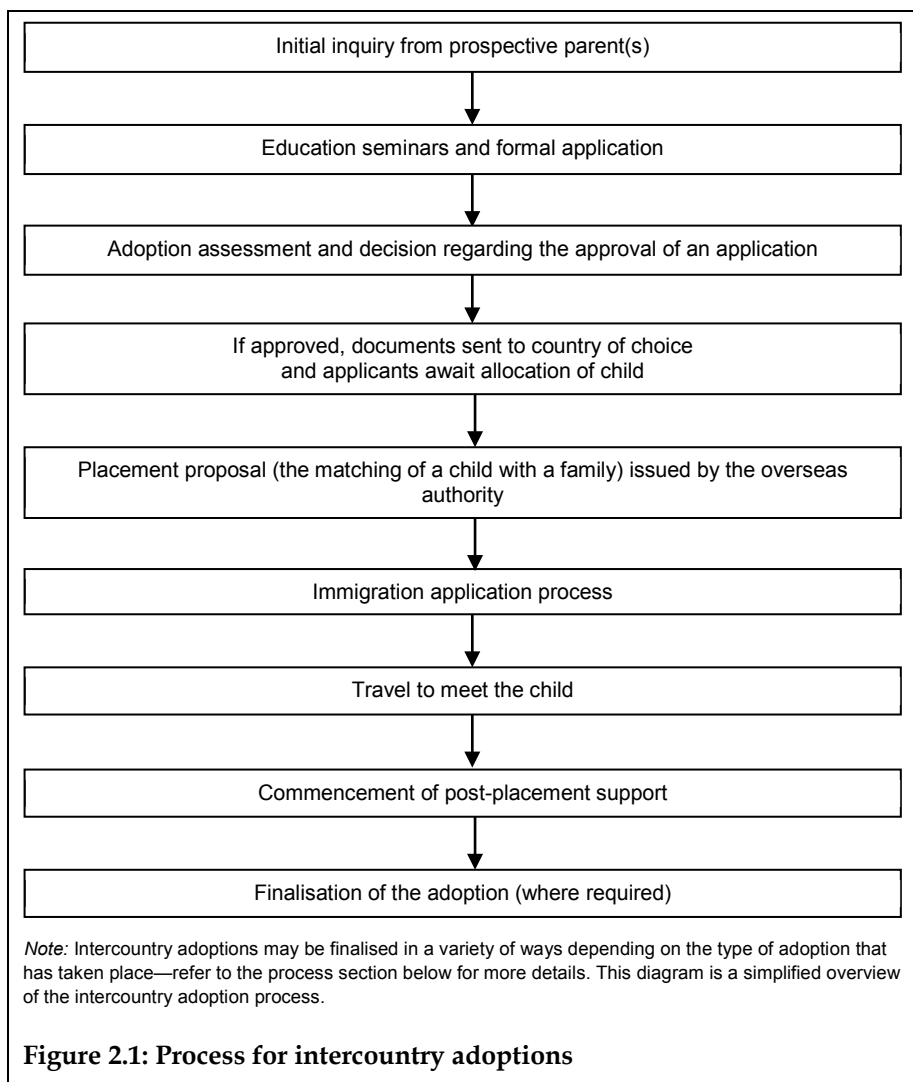 Initial inquiry from prospective parent(s)
Education seminars and formal application
Adoption assessment and decision regarding the approval of an application
If approved, documents sent to country of choice
and applicants await allocation of child
Placement proposal (the matching of a child with a family) issued by the overseas
authority
Immigration application process
Travel to meet the child
Commencement of post-placement support
Finalisation of the adoption (where required)
Note: Intercountry adoptions may be finalised in a variety of ways depending on the type of adoption that
has taken place—refer to the process section below for more details. This diagram is a simplified overview
of the intercountry adoption process.
Figure 2.1: Process for intercountry adoptions